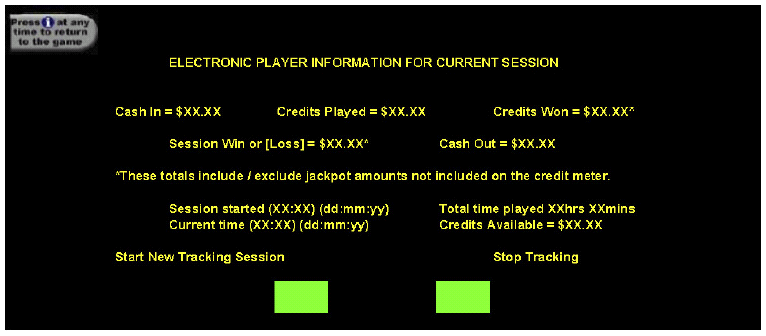 Press i at any
time to return
to the game
ELECTRONIC PLAYER INFORMATION FOR CURRENT SESSION
Cash In = $XX.XX Credits Played = $XX.XX Credits Won = $XX.XX*
Session Win or [Loss] = $XX.XX* Cash Out = $XX.XX
*These totals include / exclude jackpot amounts not included on the credit meter.
Session started (XX:XX) (dd:mm:yy) Total time played XXhrs XXmins
Current time (XX:XX) (dd:mm:yy) Credits Available = $XX.XX
Start New Tracking Session Stop Tracking